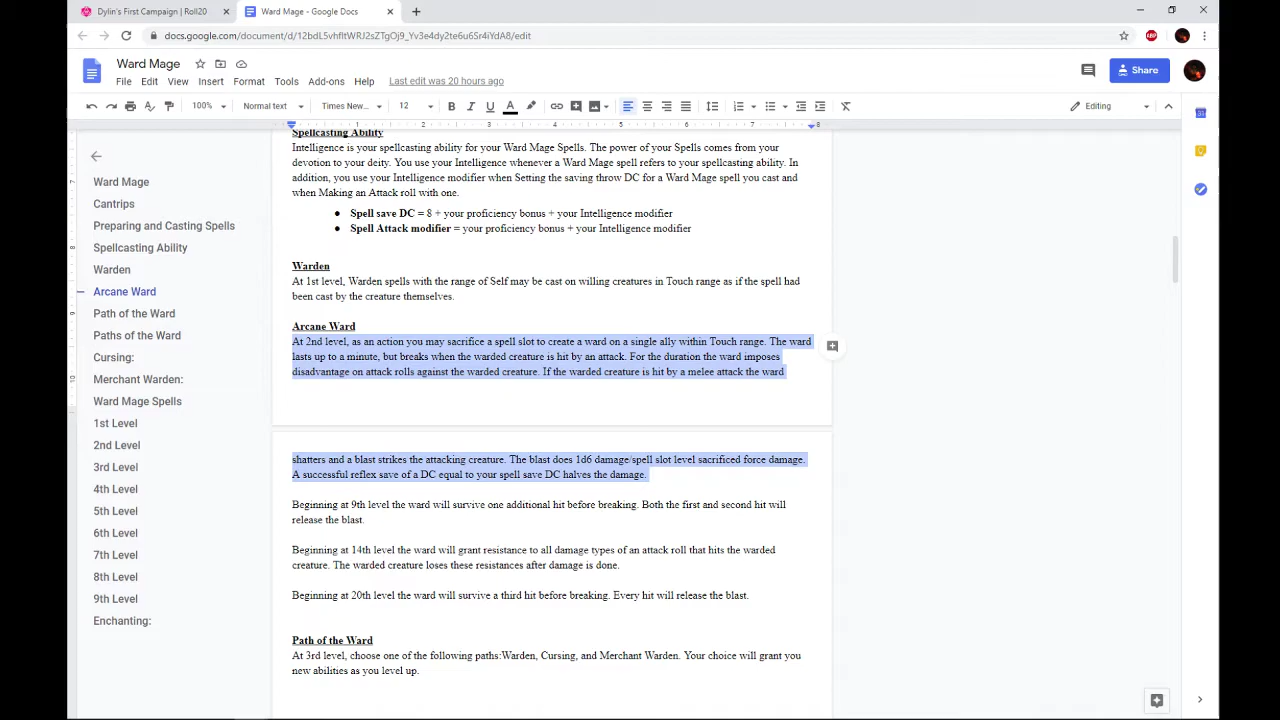 Dylin's First Campaign | Roll20
Ward Mage - Google Docs
docs.google.com/document/d/12bdL5vhfltWRJ2sZTgOj9_Yv3e4dy2te6u6Sr4iYdA8/edit
Ward Mage
File Edit View Insert Format Tools Add-ons Help Last edit was 20 hours ago
Share
100% Normal text Times New... 12 B I U A Editing
1 2 3 4 5 6 7 8
Ward Mage
Cantrips
Preparing and Casting Spells
Spellcasting Ability
Warden
Arcane Ward
Path of the Ward
Paths of the Ward
Cursing:
Merchant Warden:
Ward Mage Spells
1st Level
2nd Level
3rd Level
4th Level
5th Level
6th Level
7th Level
8th Level
9th Level
Enchanting:
7
8
9
10
Spellcasting Ability
Intelligence is your spellcasting ability for your Ward Mage Spells. The power of your Spells comes from your
devotion to your deity. You use your Intelligence whenever a Ward Mage spell refers to your spellcasting ability. In
addition, you use your Intelligence modifier when Setting the saving throw DC for a Ward Mage spell you cast and
when Making an Attack roll with one.
● Spell save DC = 8 + your proficiency bonus + your Intelligence modifier
● Spell Attack modifier = your proficiency bonus + your Intelligence modifier
Warden
At 1st level, Warden spells with the range of Self may be cast on willing creatures in Touch range as if the spell had
been cast by the creature themselves.
Arcane Ward
At 2nd level, as an action you may sacrifice a spell slot to create a ward on a single ally within Touch range. The ward
lasts up to a minute, but breaks when the warded creature is hit by an attack. For the duration the ward imposes
disadvantage on attack rolls against the warded creature. If the warded creature is hit by a melee attack the ward
shatters and a blast strikes the attacking creature. The blast does 1d6 damage/spell slot level sacrificed force damage.
A successful reflex save of a DC equal to your spell save DC halves the damage.
Beginning at 9th level the ward will survive one additional hit before breaking. Both the first and second hit will
release the blast.
Beginning at 14th level the ward will grant resistance to all damage types of an attack roll that hits the warded
creature. The warded creature loses these resistances after damage is done.
Beginning at 20th level the ward will survive a third hit before breaking. Every hit will release the blast.
Path of the Ward
At 3rd level, choose one of the following paths:Warden, Cursing, and Merchant Warden. Your choice will grant you
new abilities as you level up.